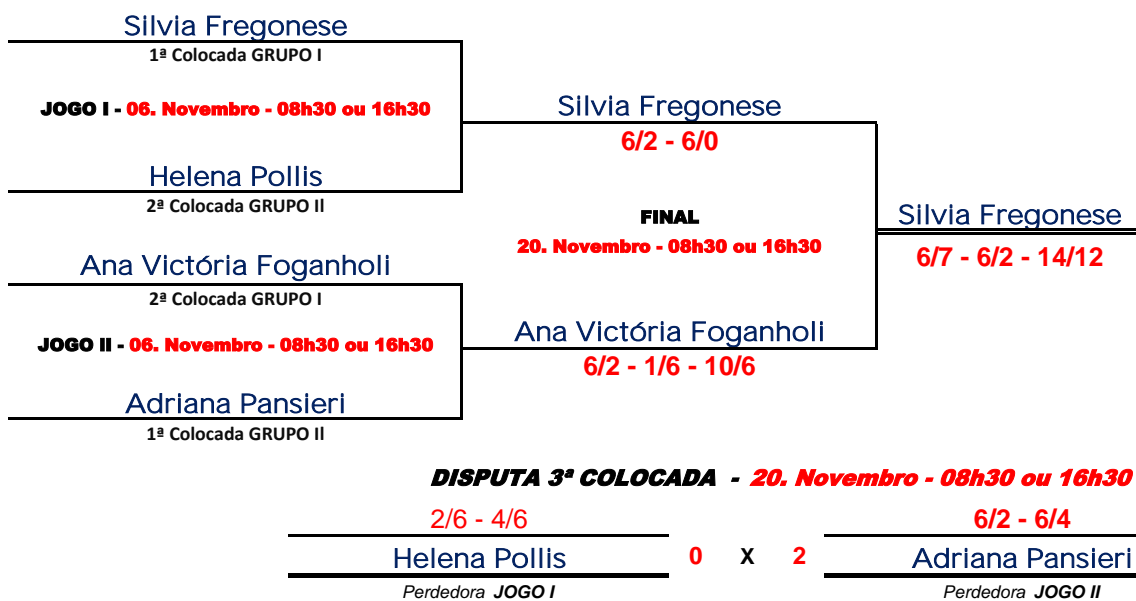 Silvia Fregonese
1ª Colocada GRUPO I
JOGO I - 06. Novembro - 08h30 ou 16h30
Helena Pollis
2ª Colocada GRUPO II
Silvia Fregonese
6/2 - 6/0
FINAL
20. Novembro - 08h30 ou 16h30
Silvia Fregonese
6/7 - 6/2 - 14/12
Ana Victória Foganholi
2ª Colocada GRUPO I
JOGO II - 06. Novembro - 08h30 ou 16h30
Adriana Pansieri
1ª Colocada GRUPO II
Ana Victória Foganholi
6/2 - 1/6 - 10/6
DISPUTA 3ª COLOCADA - 20. Novembro - 08h30 ou 16h30
2/6 - 4/6
6/2 - 6/4
Helena Pollis 0 X 2 Adriana Pansieri
Perdedora JOGO I
Perdedora JOGO II